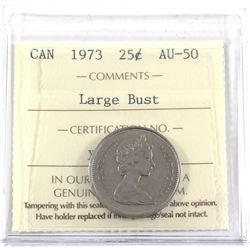 CAN 1973 25¢ AU-50
— COMMENTS —
Large Bust
— CERTIFICATION NO. —
IN OUR A
GENUIN M.
Tampering with this seal above opinion.
Have holder replaced if seal not intact.